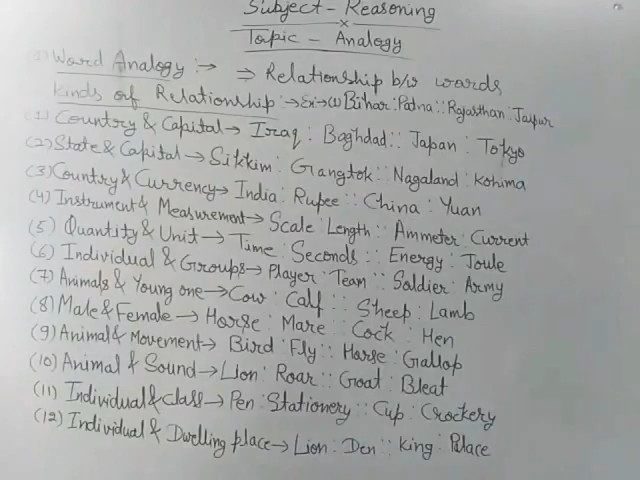 Subject - Reasoning
×
Topic - Analogy
(1) Word Analogy :→ ⇒ Relationship b/w words
Kinds of Relationship :→ Ex→(i) Bihar : Patna :: Rajasthan : Jaipur
(1) Country & Capital → Iraq : Baghdad :: Japan : Tokyo
(2) State & Capital → Sikkim : Gangtok :: Nagaland : Kohima
(3) Country & Currency → India : Rupee :: China : Yuan
(4) Instrument & Measurement → Scale : Length :: Ammeter : Current
(5) Quantity & Unit → Time : Seconds :: Energy : Joule
(6) Individual & Groups → Player : Team :: Soldier : Army
(7) Animals & Young one → Cow : Calf :: Sheep : Lamb
(8) Male & Female → Horse : Mare :: Cock : Hen
(9) Animal & Movement → Bird : Fly :: Horse : Gallop
(10) Animal & Sound → Lion : Roar :: Goat : Bleat
(11) Individual & class → Pen : Stationery :: Cup : Crockery
(12) Individual & Dwelling place → Lion : Den :: King : Palace